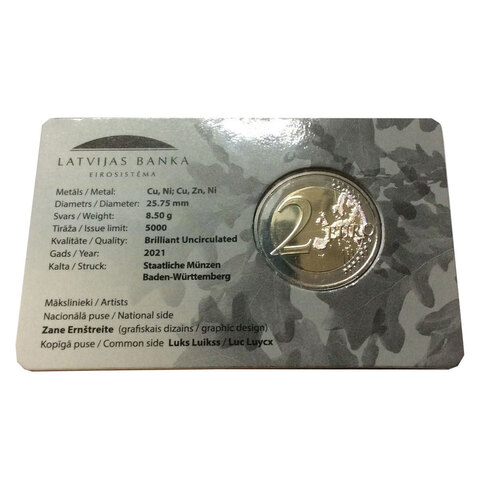 LATVIJAS BANKA
EIROSISTĒMA
Metāls / Metal: Cu, Ni; Cu, Zn, Ni
Diametrs / Diameter: 25.75 mm
Svars / Weight: 8.50 g
Tirāža / Issue limit: 5000
Kvalitāte / Quality: Brilliant Uncirculated
Gads / Year: 2021
Kalta / Struck: Staatliche Münzen
Baden-Württemberg
Mākslinieki / Artists
Nacionālā puse / National side
Zane Ernštreite (grafiskais dizains / graphic design)
Kopīgā puse / Common side Luks Luikss / Luc Luycx
2 EURO